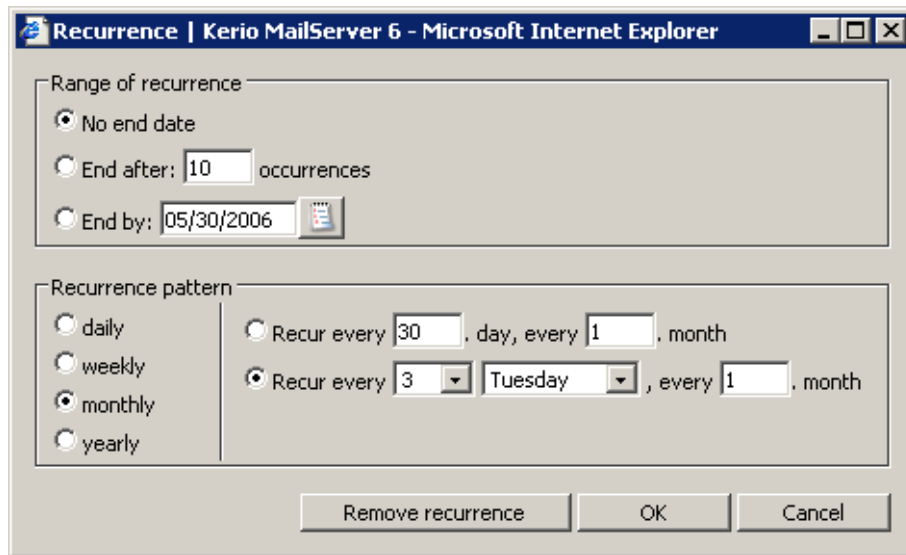 Recurrence | Kerio MailServer 6 - Microsoft Internet Explorer
Range of recurrence
No end date
End after: 10 occurrences
End by: 05/30/2006
Recurrence pattern
daily
Recur every 30 . day, every 1 . month
weekly
Recur every 3 Tuesday , every 1 . month
monthly
yearly
Remove recurrence OK Cancel